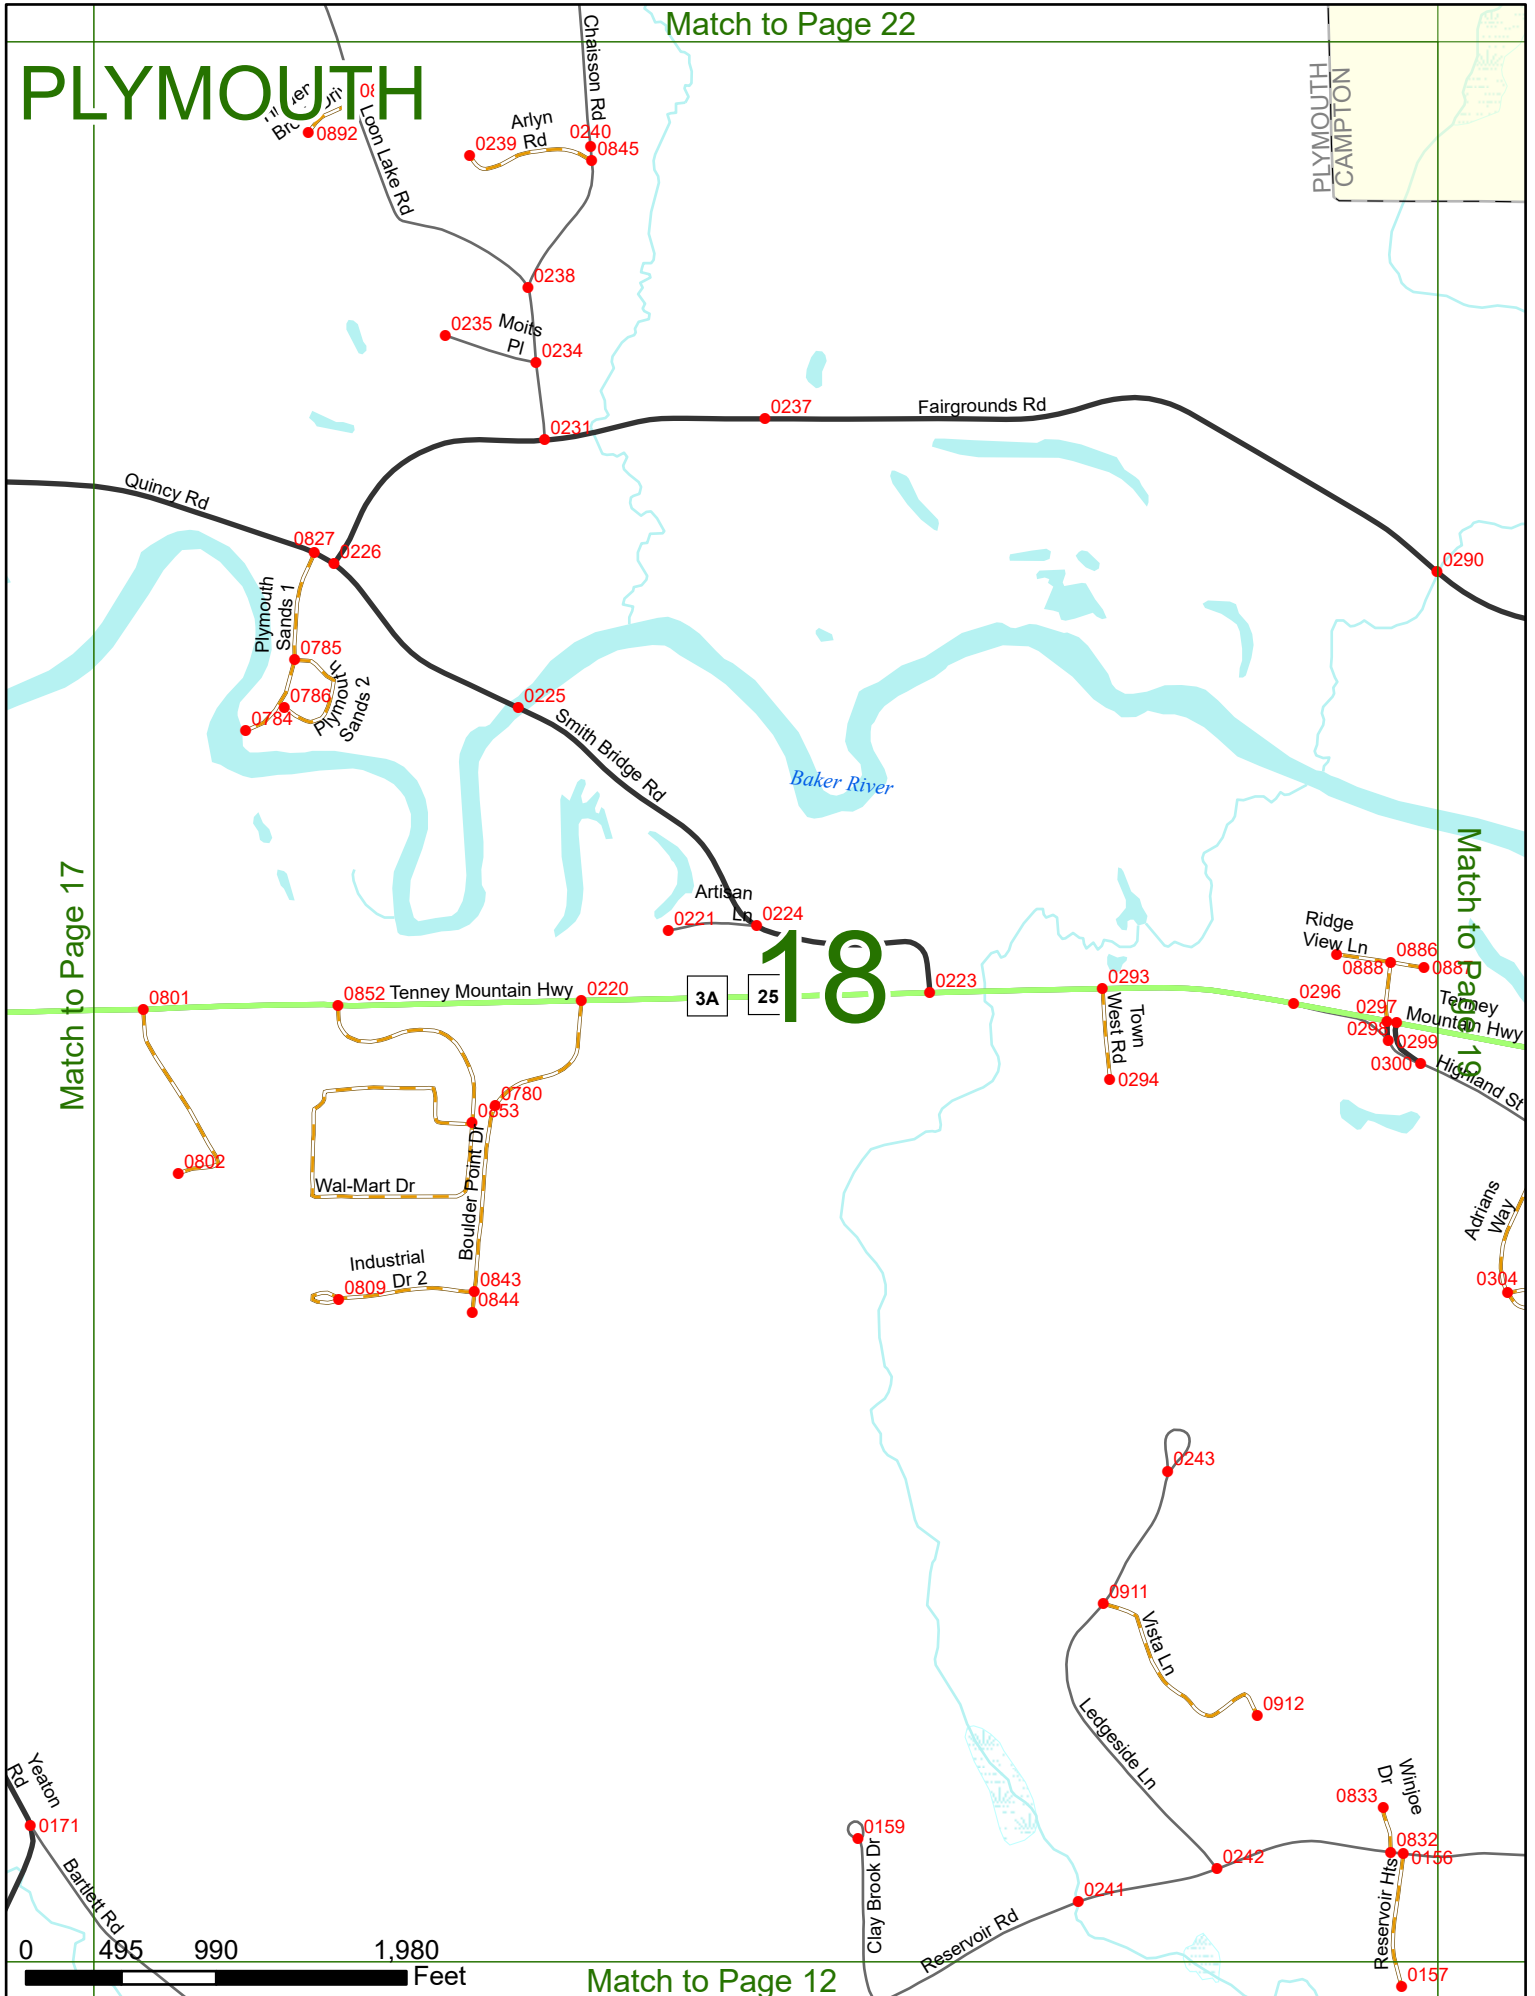 Match to Page 22
PLYMOUTH
Chaisson Rd
PLYMOUTH
CAMPTON
0892
Loon Lake Rd
Arlyn
Rd
0239
0240
0845
0238
0235
Moits
Pl
0234
0231
0237
Fairgrounds Rd
Quincy Rd
0827
0226
0290
Plymouth
Sands 1
0785
0786
0784
Plymouth
Sands 2
0225
Smith Bridge Rd
Baker River
Match to Page 17
Match to Page 19
Artisan
Ln
0221
0224
18
0223
0801
0852
Tenney Mountain Hwy
0220
3A
25
0293
Town
West Rd
0294
0296
Ridge
View Ln
0886
0888
0887
0297
Tenney
Mountain Hwy
0298
0299
0300
Highland St
0780
0853
0802
Wal-Mart Dr
Boulder Point Dr
Industrial
Dr 2
0809
0843
0844
Adrians
Way
0304
0243
0911
Vista Ln
0912
Ledgeside Ln
Yeaton
Rd
0171
Bartlett Rd
0159
Clay Brook Dr
0242
0241
Reservoir Rd
Winjoe
Dr
0833
0832
0156
Reservoir Hts
0157
0 495 990 1,980
Feet
Match to Page 12